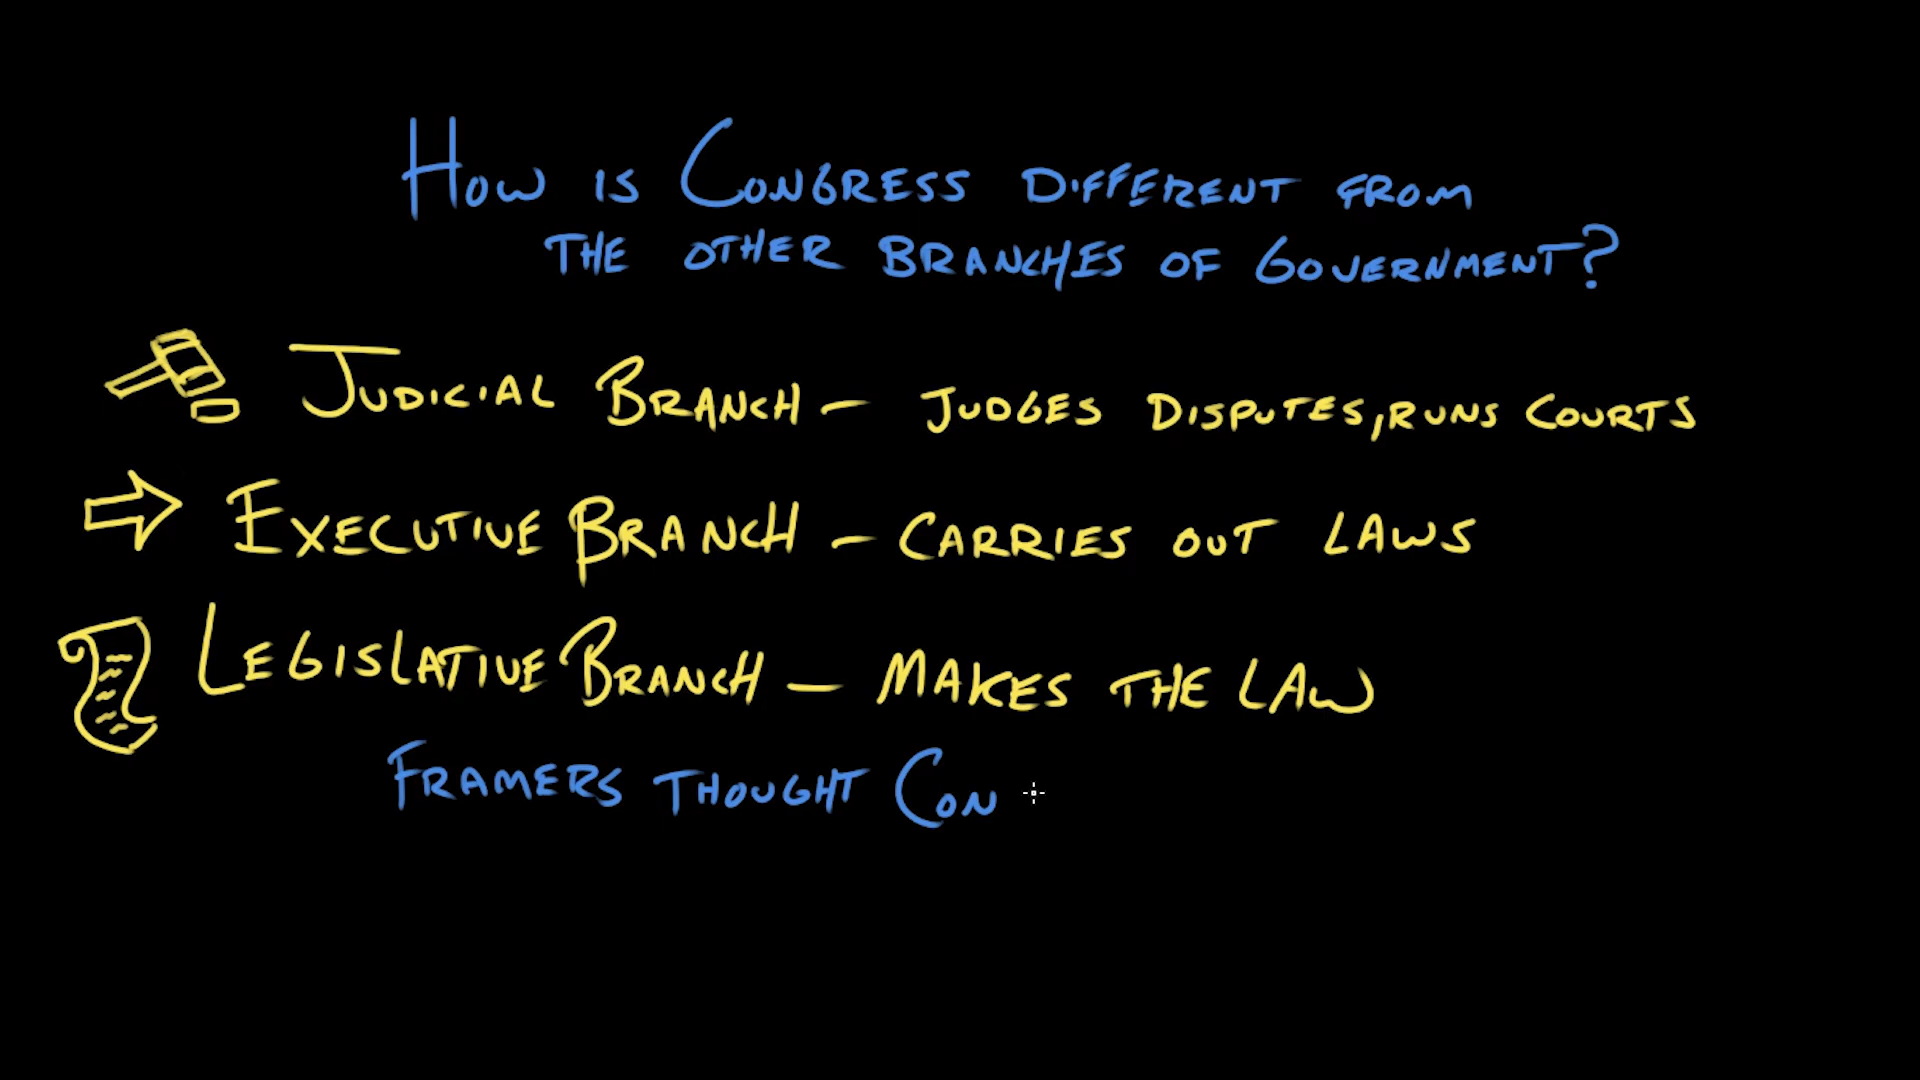 How is Congress different from
the other branches of Government?
Judicial Branch - judges disputes, runs courts
Executive Branch - carries out laws
Legislative Branch - makes the law
Framers thought Con